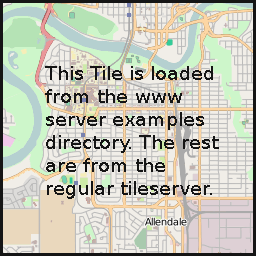 This Tile is loaded
from the www
server examples
directory. The rest
are from the
regular tileserver.
Allendale